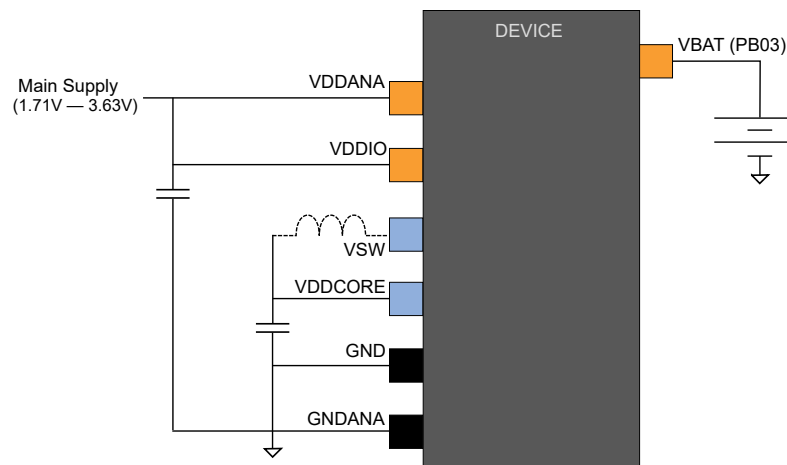 DEVICE
VBAT (PB03)
VDDANA
Main Supply
(1.71V — 3.63V)
VDDIO
VSW
VDDCORE
GND
GNDANA